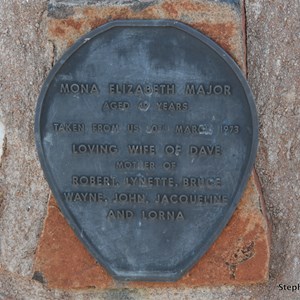 MONA ELIZABETH MAJOR
AGED YEARS
TAKEN FROM US MARCH 1973
LOVING WIFE OF DAVE
MOTHER OF
ROBERT, LYNETTE, BRUCE,
WAYNE, JOHN, JACQUELINE
AND LORNA
Steph